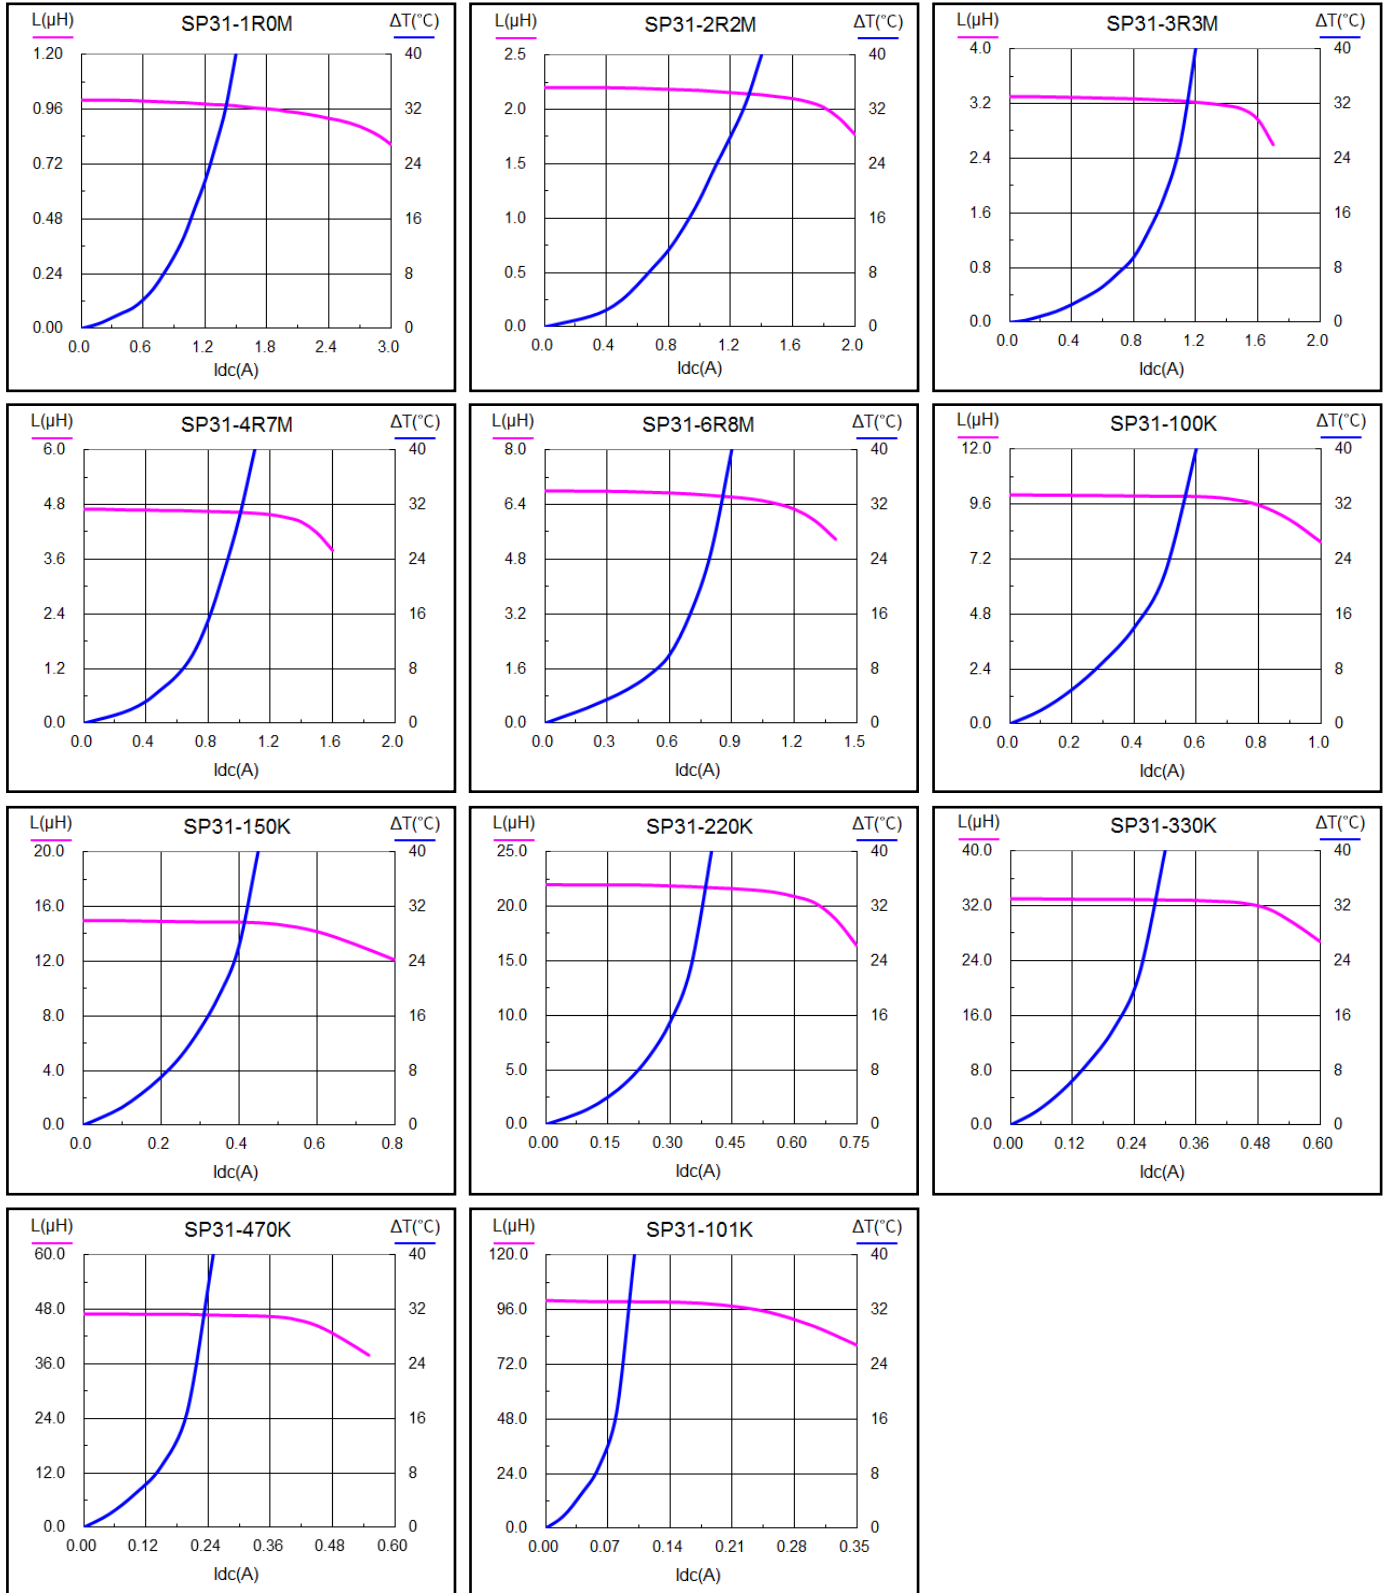 L(µH) SP31-1R0M ΔT(°C)
1.20 40
0.96 32
0.72 24
0.48 16
0.24 8
0.00 0
0.0 0.6 1.2 1.8 2.4 3.0
Idc(A)
L(µH) SP31-2R2M ΔT(°C)
2.5 40
2.0 32
1.5 24
1.0 16
0.5 8
0.0 0
0.0 0.4 0.8 1.2 1.6 2.0
Idc(A)
L(µH) SP31-3R3M ΔT(°C)
4.0 40
3.2 32
2.4 24
1.6 16
0.8 8
0.0 0
0.0 0.4 0.8 1.2 1.6 2.0
Idc(A)
L(µH) SP31-4R7M ΔT(°C)
6.0 40
4.8 32
3.6 24
2.4 16
1.2 8
0.0 0
0.0 0.4 0.8 1.2 1.6 2.0
Idc(A)
L(µH) SP31-6R8M ΔT(°C)
8.0 40
6.4 32
4.8 24
3.2 16
1.6 8
0.0 0
0.0 0.3 0.6 0.9 1.2 1.5
Idc(A)
L(µH) SP31-100K ΔT(°C)
12.0 40
9.6 32
7.2 24
4.8 16
2.4 8
0.0 0
0.0 0.2 0.4 0.6 0.8 1.0
Idc(A)
L(µH) SP31-150K ΔT(°C)
20.0 40
16.0 32
12.0 24
8.0 16
4.0 8
0.0 0
0.0 0.2 0.4 0.6 0.8
Idc(A)
L(µH) SP31-220K ΔT(°C)
25.0 40
20.0 32
15.0 24
10.0 16
5.0 8
0.0 0
0.00 0.15 0.30 0.45 0.60 0.75
Idc(A)
L(µH) SP31-330K ΔT(°C)
40.0 40
32.0 32
24.0 24
16.0 16
8.0 8
0.0 0
0.00 0.12 0.24 0.36 0.48 0.60
Idc(A)
L(µH) SP31-470K ΔT(°C)
60.0 40
48.0 32
36.0 24
24.0 16
12.0 8
0.0 0
0.00 0.12 0.24 0.36 0.48 0.60
Idc(A)
L(µH) SP31-101K ΔT(°C)
120.0 40
96.0 32
72.0 24
48.0 16
24.0 8
0.0 0
0.00 0.07 0.14 0.21 0.28 0.35
Idc(A)